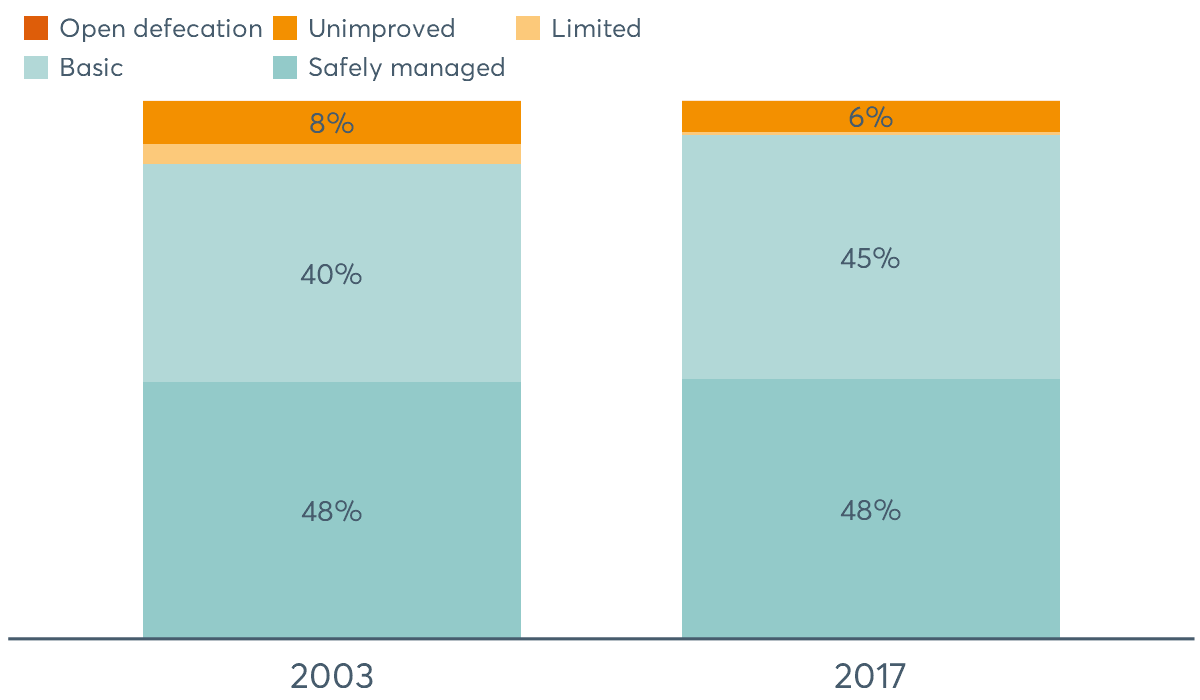 Open defecation Unimproved Limited
Basic Safely managed
8% 6%
40% 45%
48% 48%
2003 2017